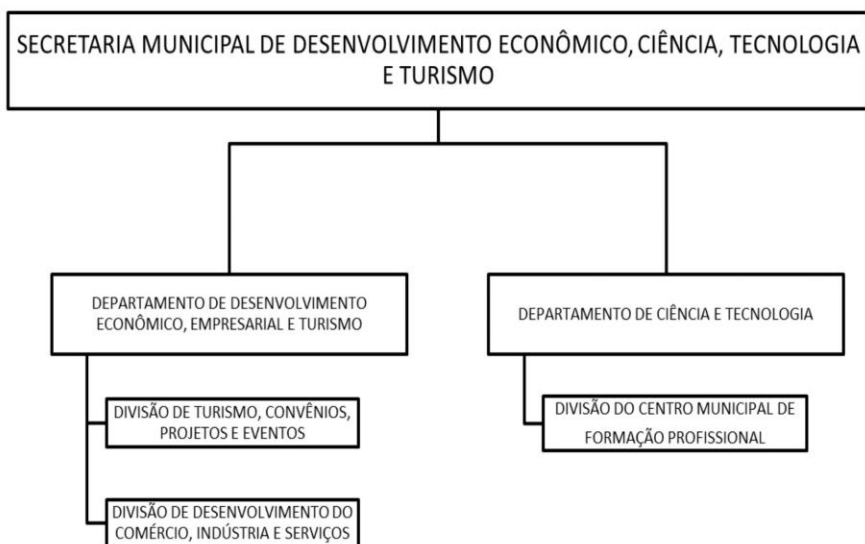 SECRETARIA MUNICIPAL DE DESENVOLVIMENTO ECONÔMICO, CIÊNCIA, TECNOLOGIA
E TURISMO
DEPARTAMENTO DE DESENVOLVIMENTO
ECONÔMICO, EMPRESARIAL E TURISMO
DIVISÃO DE TURISMO, CONVÊNIOS,
PROJETOS E EVENTOS
DIVISÃO DE DESENVOLVIMENTO DO
COMÉRCIO, INDÚSTRIA E SERVIÇOS
DEPARTAMENTO DE CIÊNCIA E TECNOLOGIA
DIVISÃO DO CENTRO MUNICIPAL DE
FORMAÇÃO PROFISSIONAL